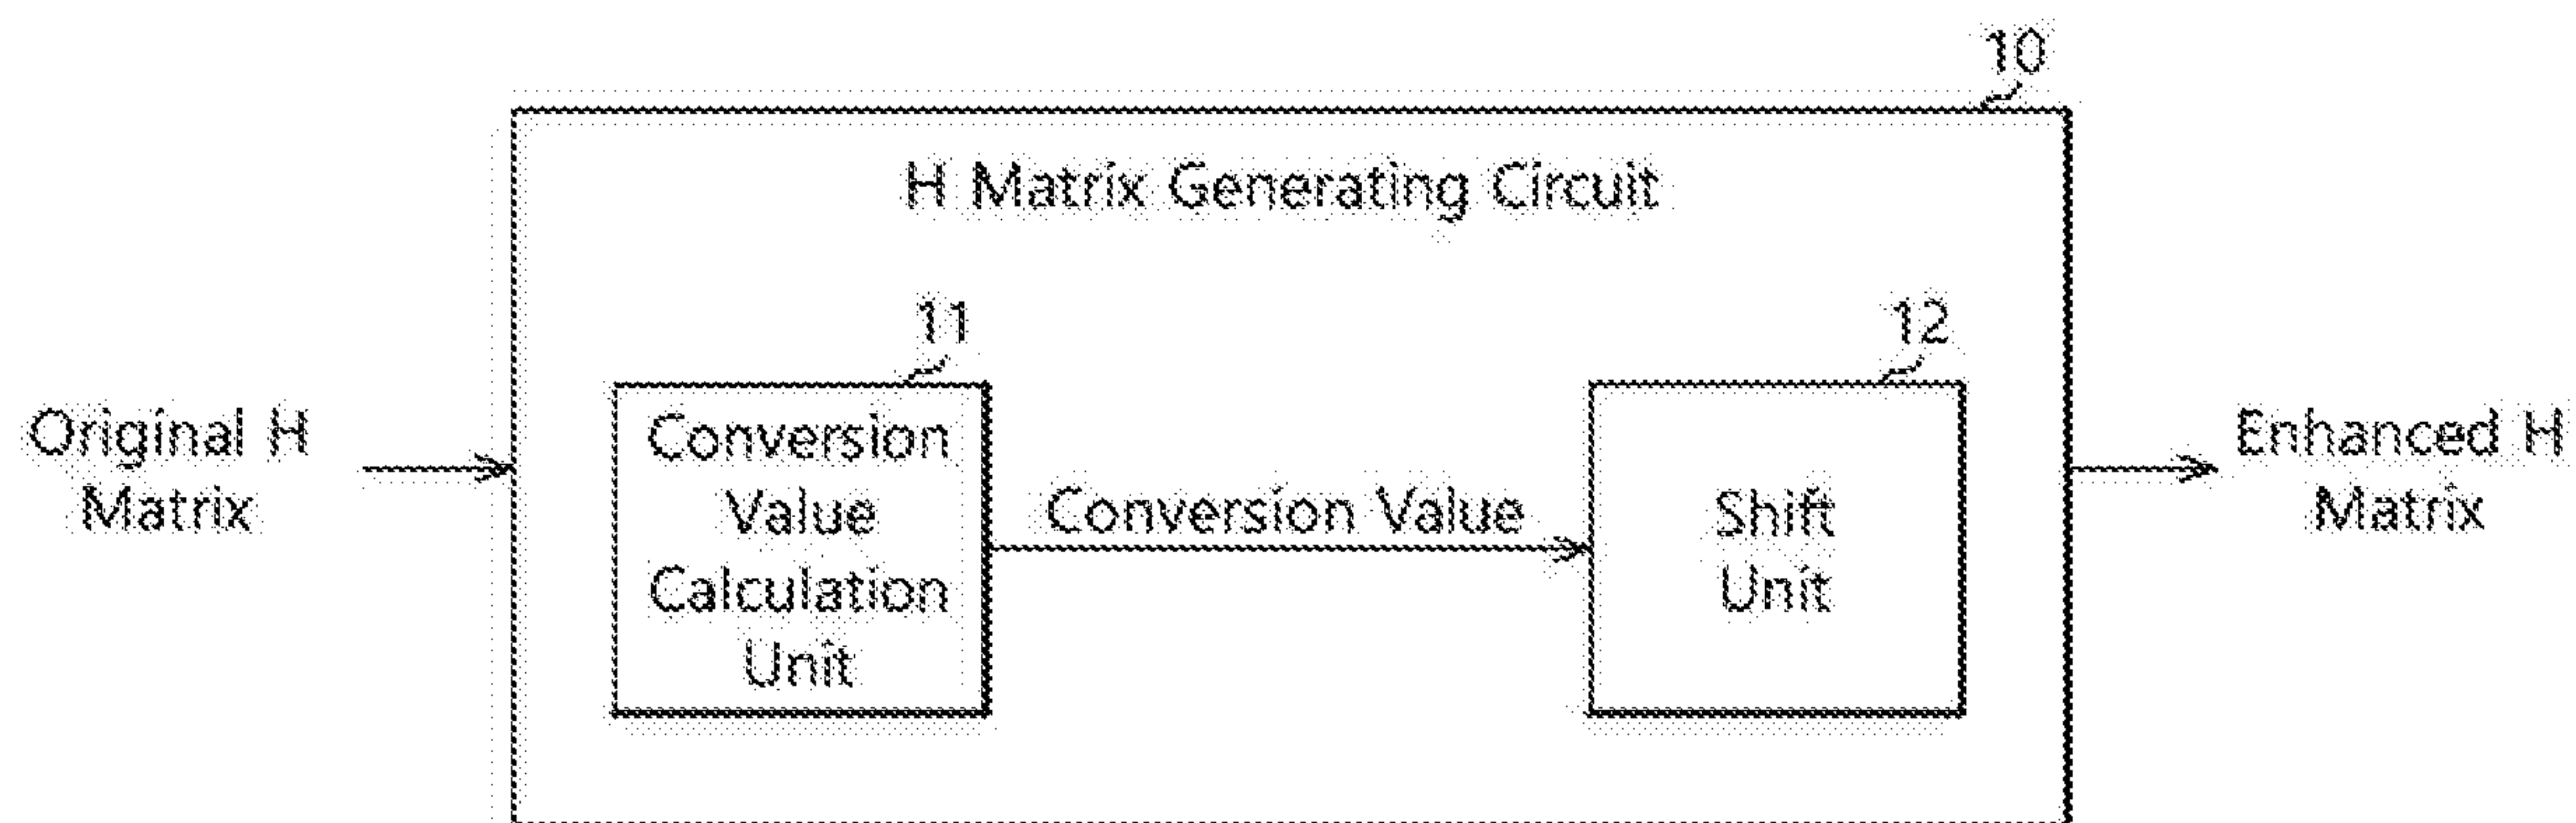 10
H Matrix Generating Circuit
11
12
Original H
Matrix
Conversion
Value
Calculation
Unit
Conversion Value
Shift
Unit
Enhanced H
Matrix